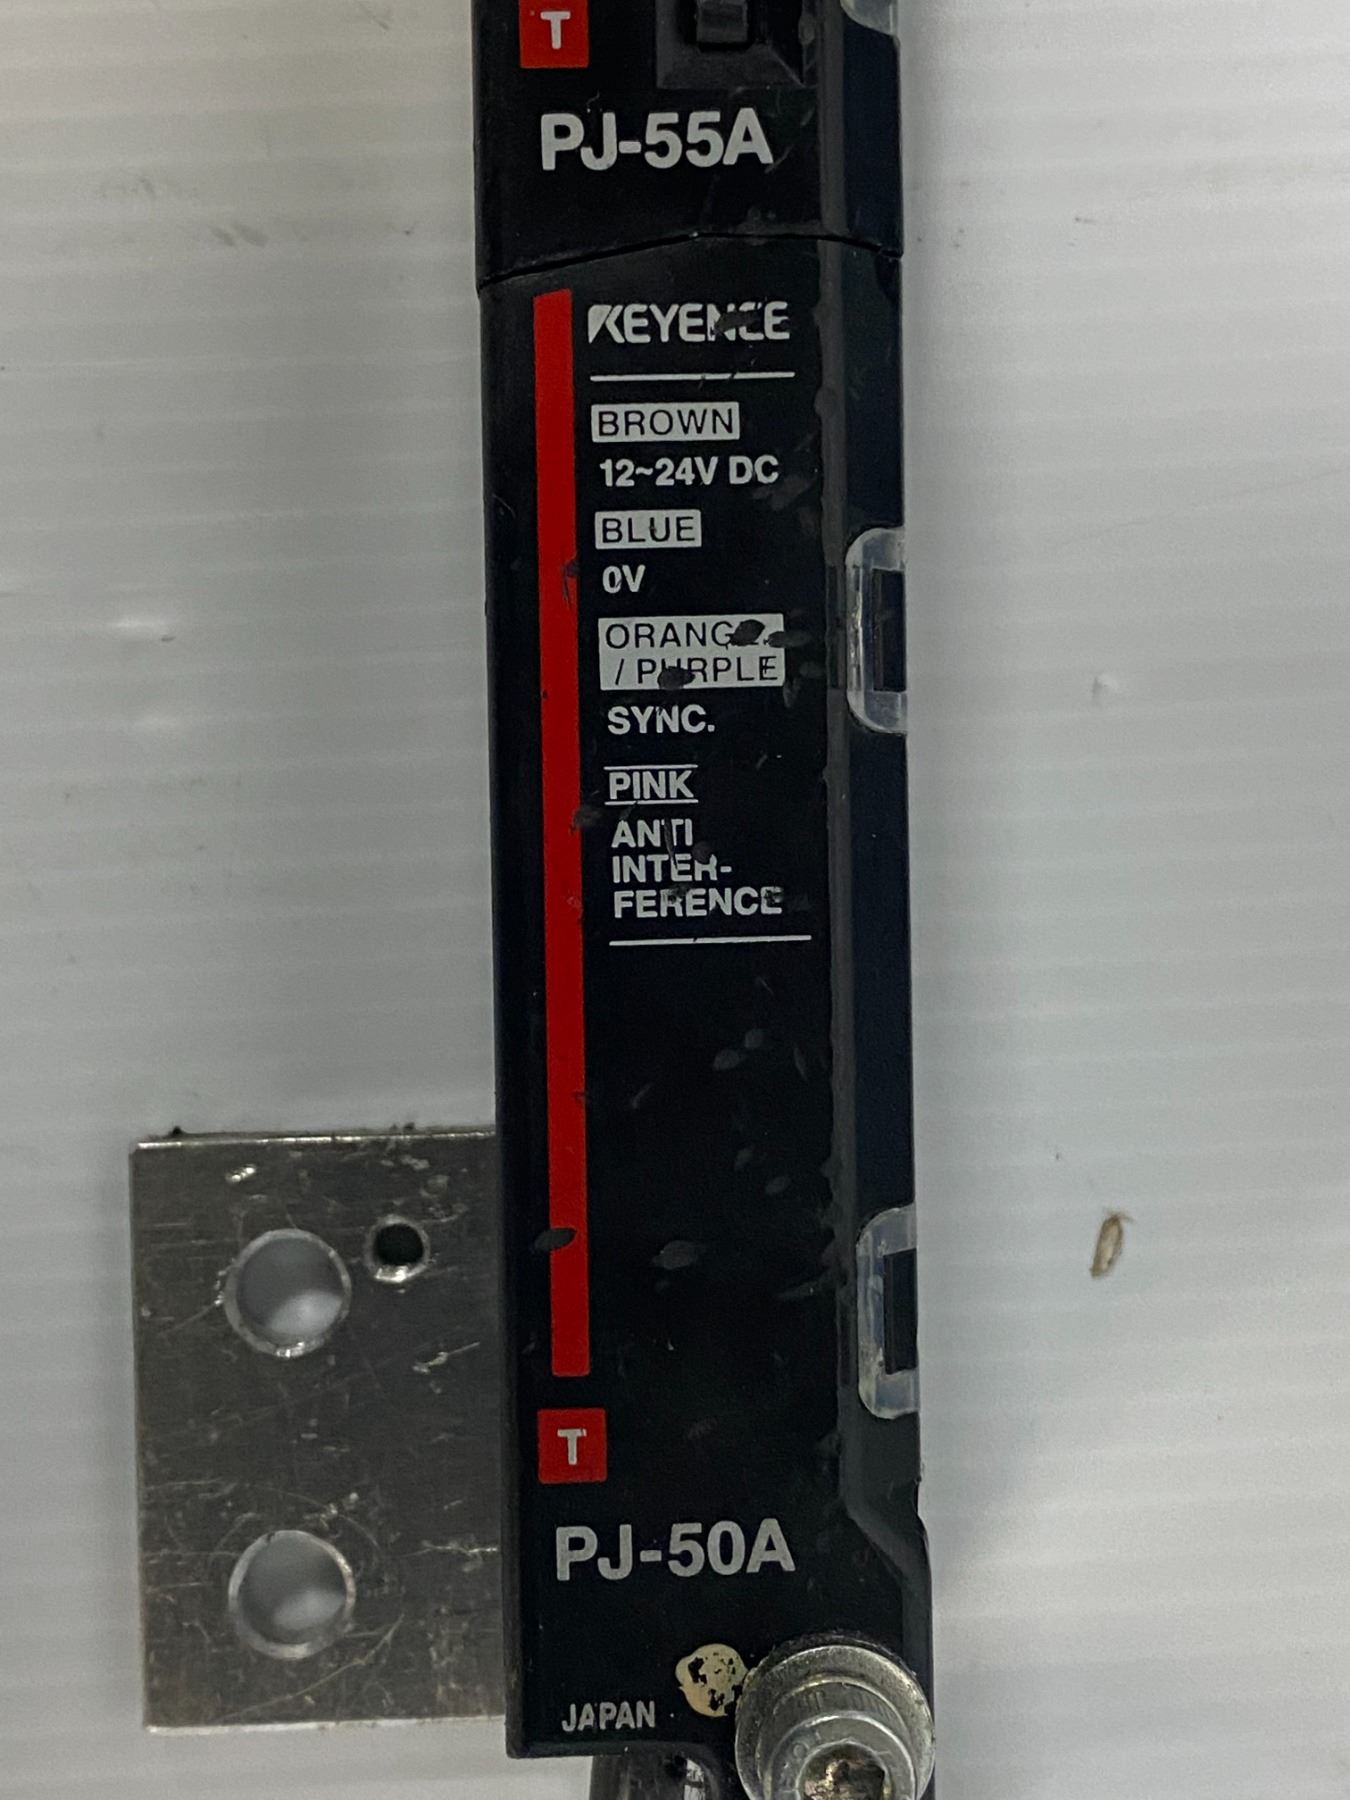 T
PJ-55A
KEYENCE
BROWN
12~24V DC
BLUE
0V
ORANGE
/ PURPLE
SYNC.
PINK
ANTI
INTER-
FERENCE
T
PJ-50A
JAPAN